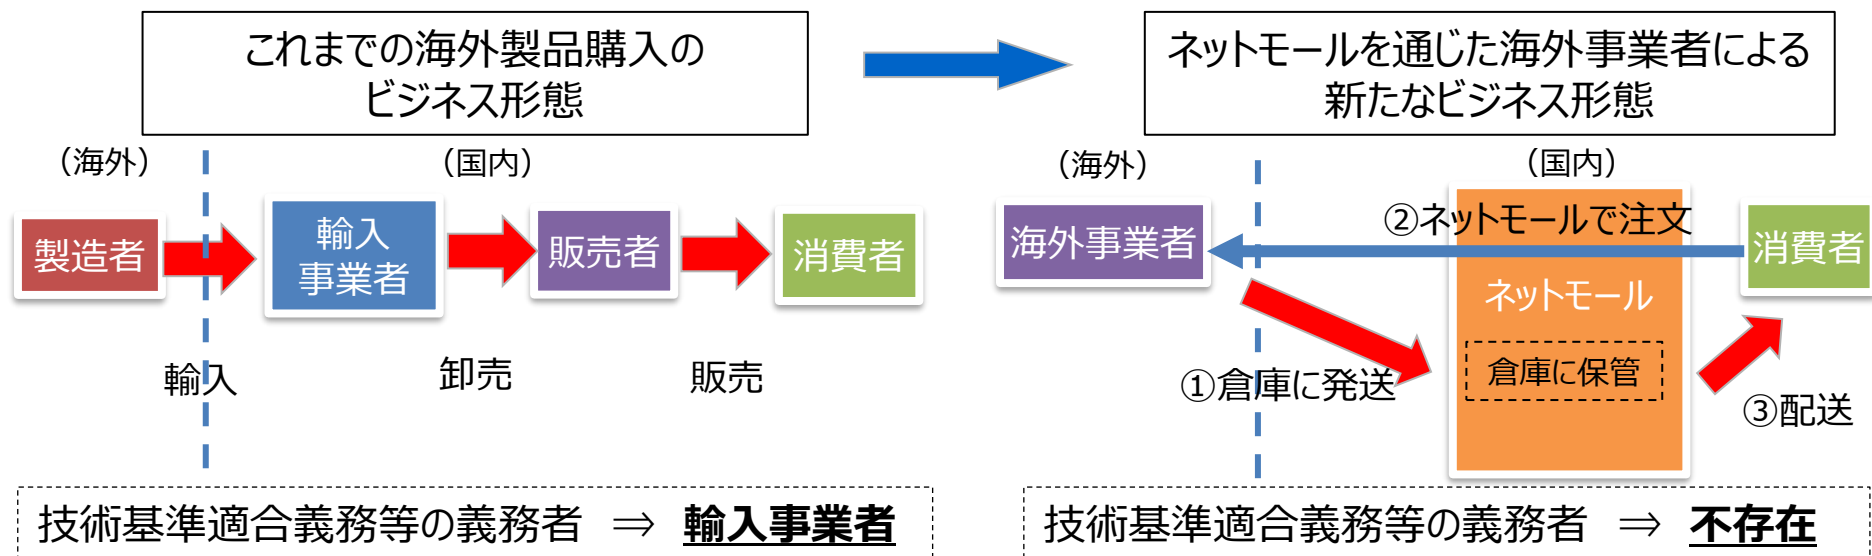 これまでの海外製品購入の
ビジネス形態
（海外）
（国内）
製造者
輸入
事業者
販売者
消費者
輸入
卸売
販売
技術基準適合義務等の義務者 ⇒ 輸入事業者
ネットモールを通じた海外事業者による
新たなビジネス形態
（海外）
（国内）
海外事業者
②ネットモールで注文
消費者
ネットモール
倉庫に保管
①倉庫に発送
③配送
技術基準適合義務等の義務者 ⇒ 不存在